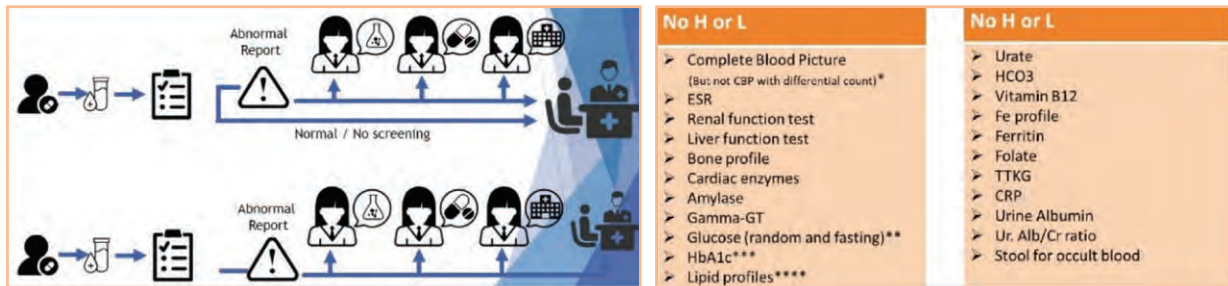 Abnormal
Report
Normal / No screening
Abnormal
Report
No H or L
➤ Complete Blood Picture
(But not CBP with differential count)*
➤ ESR
➤ Renal function test
➤ Liver function test
➤ Bone profile
➤ Cardiac enzymes
➤ Amylase
➤ Gamma-GT
➤ Glucose (random and fasting)**
➤ HbA1c***
➤ Lipid profiles****
No H or L
➤ Urate
➤ HCO3
➤ Vitamin B12
➤ Fe profile
➤ Ferritin
➤ Folate
➤ TTKG
➤ CRP
➤ Urine Albumin
➤ Ur. Alb/Cr ratio
➤ Stool for occult blood